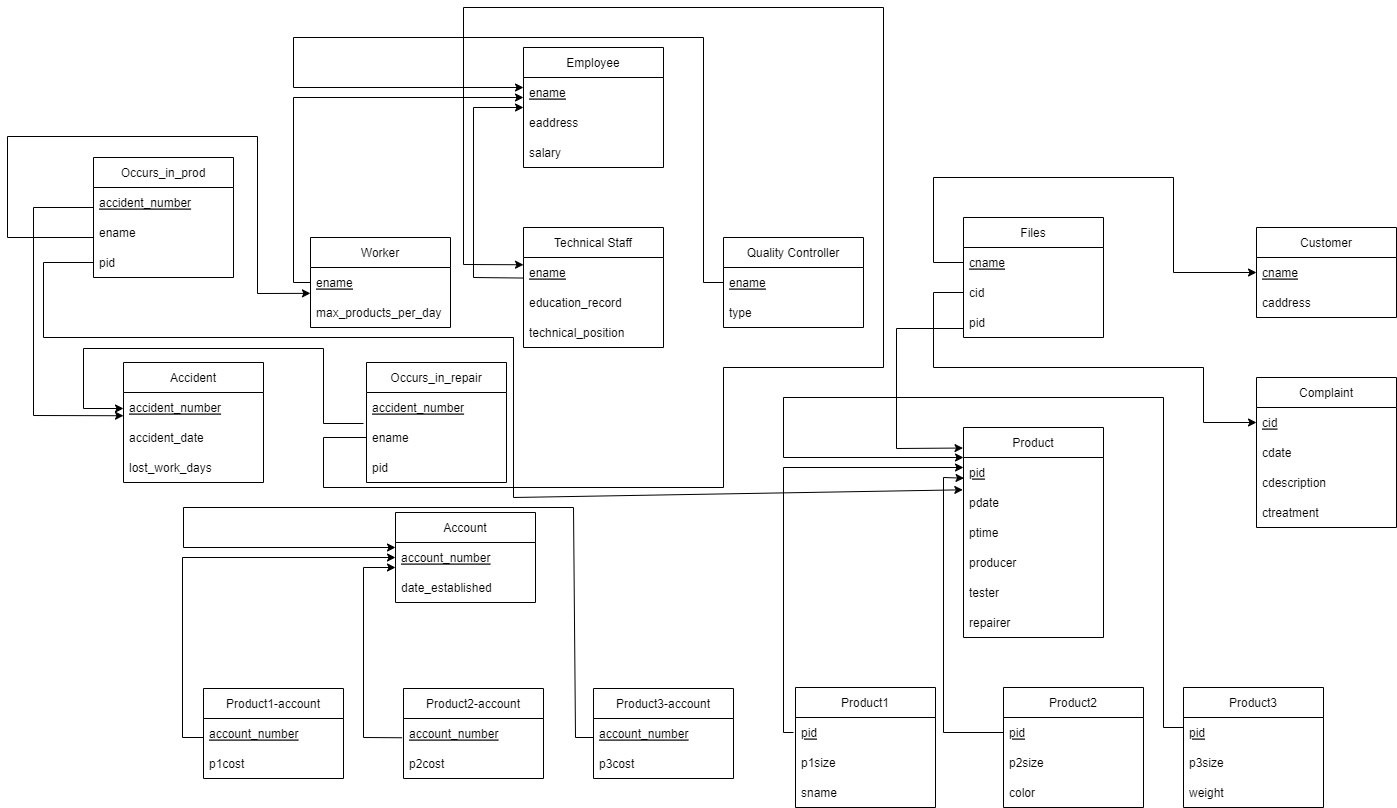 Employee
ename
eaddress
salary
Occurs_in_prod
accident_number
ename
pid
Worker
ename
max_products_per_day
Technical Staff
ename
education_record
technical_position
Quality Controller
ename
type
Files
cname
cid
pid
Customer
cname
caddress
Accident
accident_number
accident_date
lost_work_days
Occurs_in_repair
accident_number
ename
pid
Product
pid
pdate
ptime
producer
tester
repairer
Complaint
cid
cdate
cdescription
ctreatment
Account
account_number
date_established
Product1-account
account_number
p1cost
Product2-account
account_number
p2cost
Product3-account
account_number
p3cost
Product1
pid
p1size
sname
Product2
pid
p2size
color
Product3
pid
p3size
weight